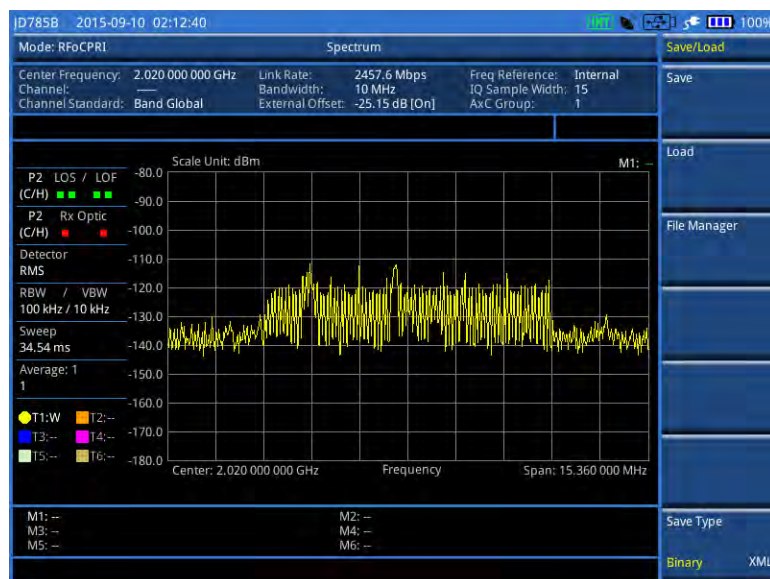 JD785B 2015-09-10 02:12:40 100%
Mode: RFoCPRI Spectrum
Center Frequency: 2.020 000 000 GHz Link Rate: 2457.6 Mbps Freq Reference: Internal
Channel: ---- Bandwidth: 10 MHz IQ Sample Width: 15
Channel Standard: Band Global External Offset: -25.15 dB [On] AxC Group: 1
Scale Unit: dBm M1: --
P2 LOS / LOF
(C/H)
P2 Rx Optic
(C/H)
Detector
RMS
RBW / VBW
100 kHz / 10 kHz
Sweep
34.54 ms
Average: 1
1
T1:W T2:--
T3:-- T4:--
T5:-- T6:--
-80.0
-90.0
-100.0
-110.0
-120.0
-130.0
-140.0
-150.0
-160.0
-170.0
-180.0
Center: 2.020 000 000 GHz Frequency Span: 15.360 000 MHz
M1: -- M2: --
M3: -- M4: --
M5: -- M6: --
Save/Load
Save
Load
File Manager
Save Type
Binary XML